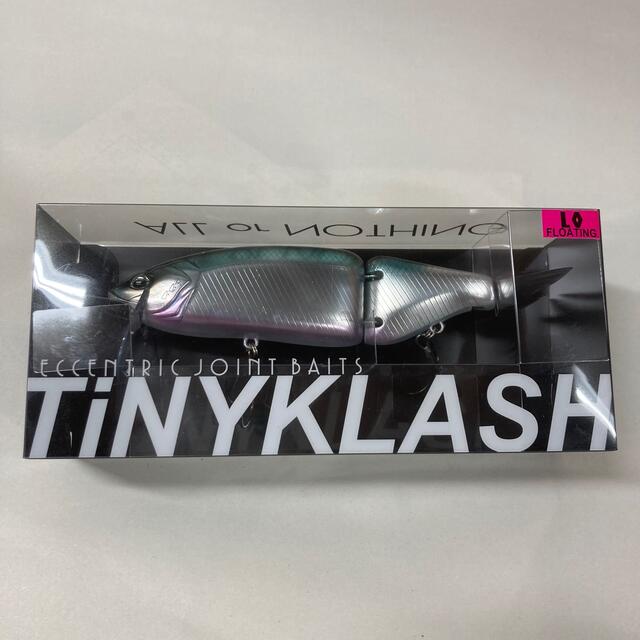 ALL or NOTHING
LO
FLOATING
ECCENTRIC JOINT BAITS
TiNYKLASH